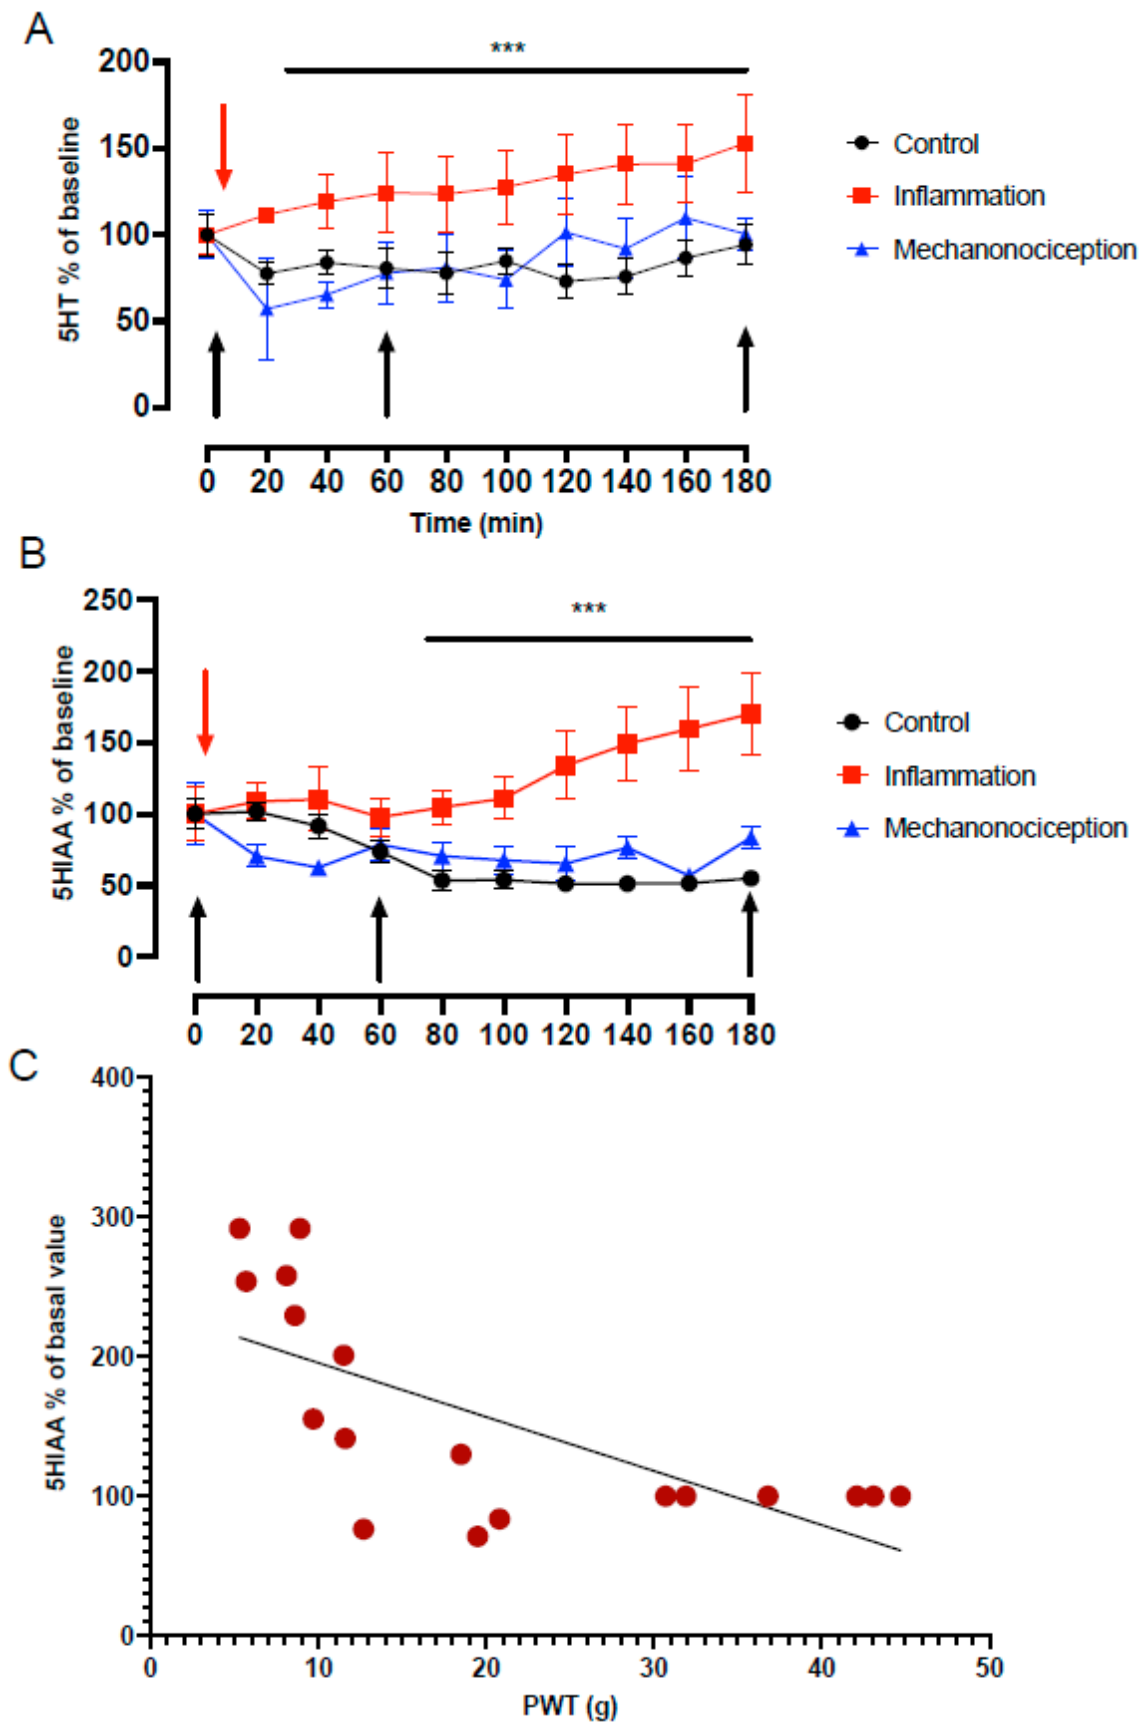 A
***
200
150
100
50
0
5HT % of baseline
Control
Inflammation
Mechanonociception
0 20 40 60 80 100 120 140 160 180
Time (min)
B
***
250
200
150
100
50
0
5HIAA % of baseline
Control
Inflammation
Mechanonociception
0 20 40 60 80 100 120 140 160 180
C
400
300
200
100
0
5HIAA % of basal value
0 10 20 30 40 50
PWT (g)